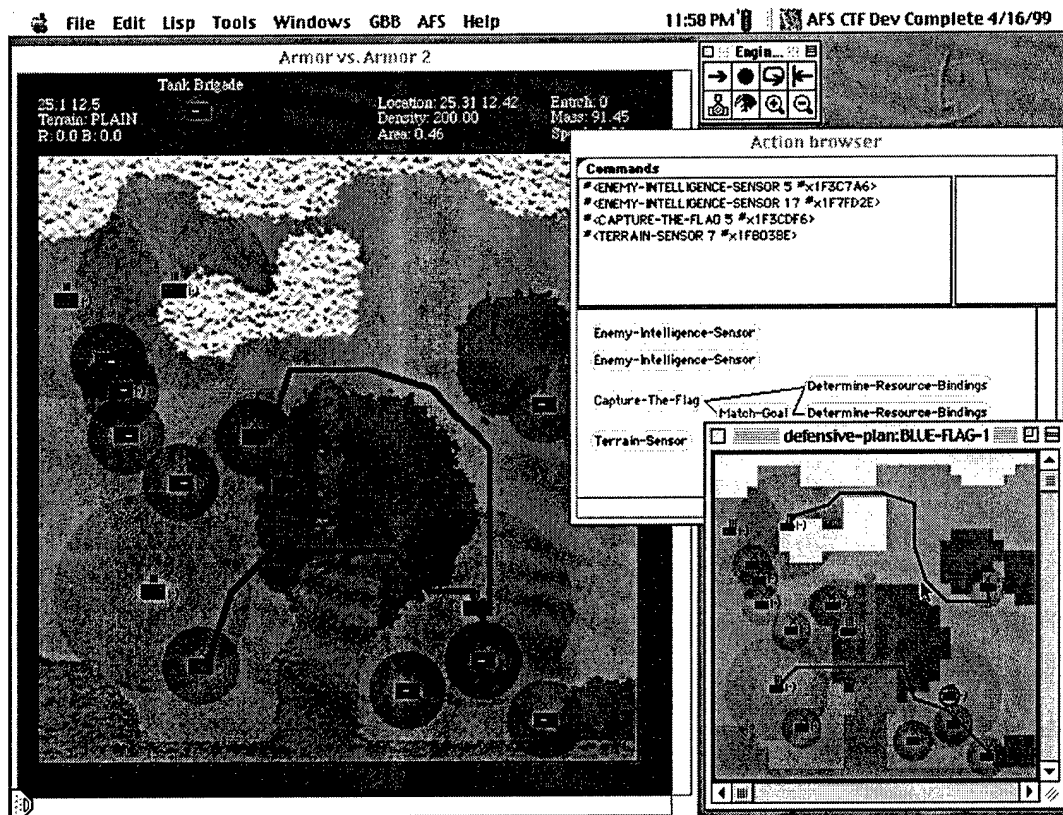 File Edit Lisp Tools Windows GBB AFS Help 11:58 PM AFS CTF Dev Complete 4/16/99
Armor vs. Armor 2
Tank Brigade
25.1 12.5
Terrain: PLAIN
R: 0.0 B: 0.0
Location: 25.31 12.42
Density: 200.00
Area: 0.46
Entrch: 0
Mass: 91.45
Engin...
Action browser
Commands
#<ENEMY-INTELLIGENCE-SENSOR 5 #x1F3C7A6>
#<ENEMY-INTELLIGENCE-SENSOR 17 #x1F7FD2E>
#<CAPTURE-THE-FLAG 5 #x1F3CDF6>
#<TERRAIN-SENSOR 7 #x1F8038E>
Enemy-Intelligence-Sensor
Enemy-Intelligence-Sensor
Capture-The-Flag
Determine-Resource-Bindings
Match-Goal
Determine-Resource-Bindings
Terrain-Sensor
defensive-plan:BLUE-FLAG-1